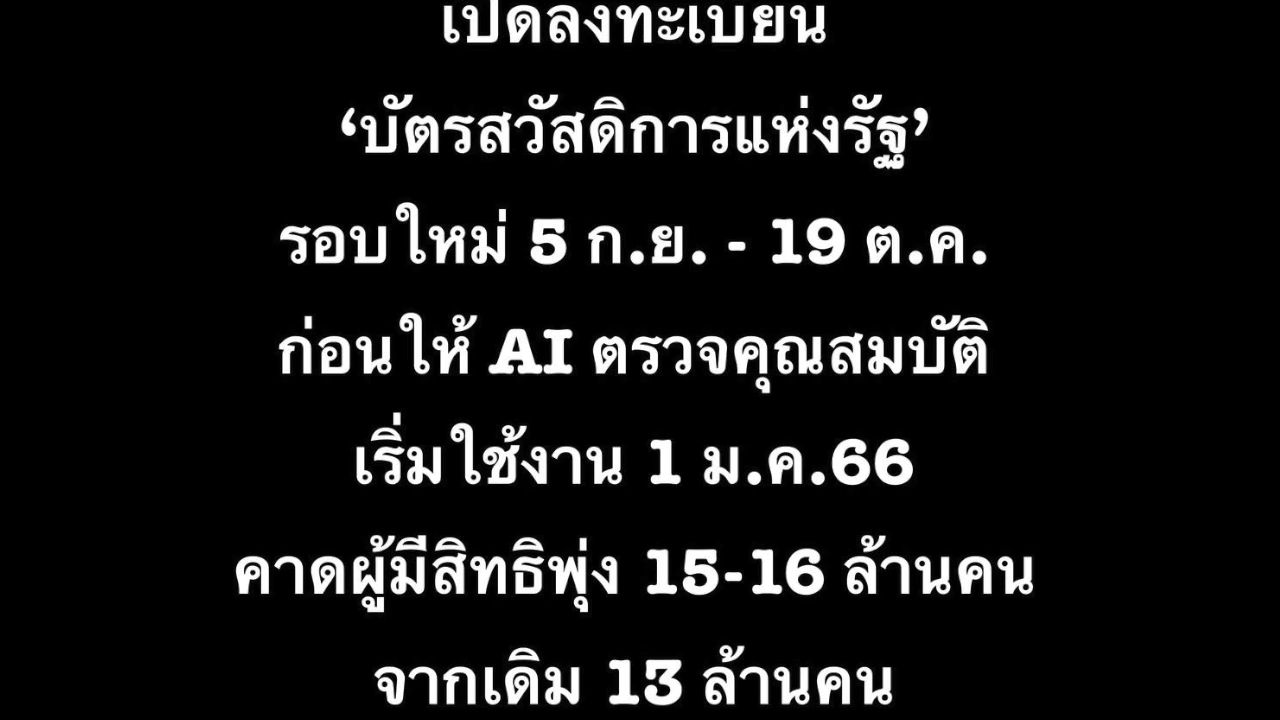 เปิดลงทะเบียน
‘บัตรสวัสดิการแห่งรัฐ’
รอบใหม่ 5 ก.ย. - 19 ต.ค.
ก่อนให้ AI ตรวจคุณสมบัติ
เริ่มใช้งาน 1 ม.ค.66
คาดผู้มีสิทธิพุ่ง 15-16 ล้านคน
จากเดิม 13 ล้านคน